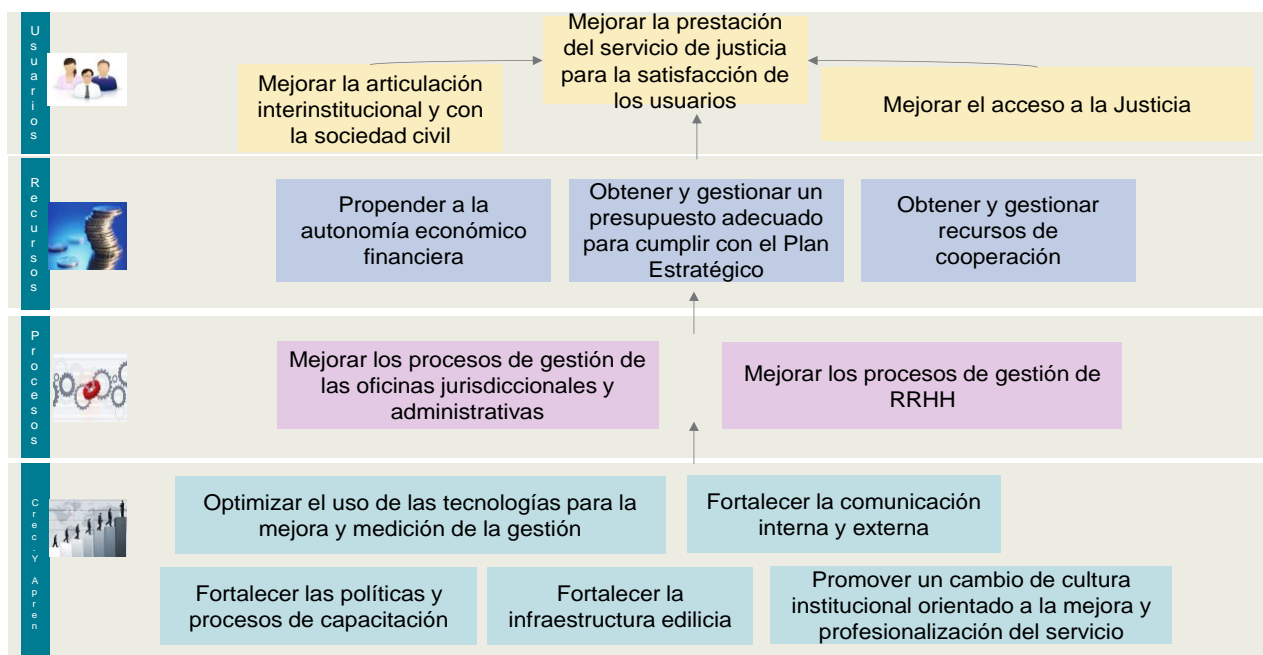 Usuarios
Mejorar la prestación
del servicio de justicia
para la satisfacción de
los usuarios
Mejorar la articulación
interinstitucional y con
la sociedad civil
Mejorar el acceso a la Justicia
Recursos
Propender a la
autonomía económico
financiera
Obtener y gestionar un
presupuesto adecuado
para cumplir con el Plan
Estratégico
Obtener y gestionar
recursos de
cooperación
Procesos
Mejorar los procesos de gestión de
las oficinas jurisdiccionales y
administrativas
Mejorar los procesos de gestión de
RRHH
Crec. Y Apren
Optimizar el uso de las tecnologías para la
mejora y medición de la gestión
Fortalecer la comunicación
interna y externa
Fortalecer las políticas y
procesos de capacitación
Fortalecer la
infraestructura edilicia
Promover un cambio de cultura
institucional orientado a la mejora y
profesionalización del servicio